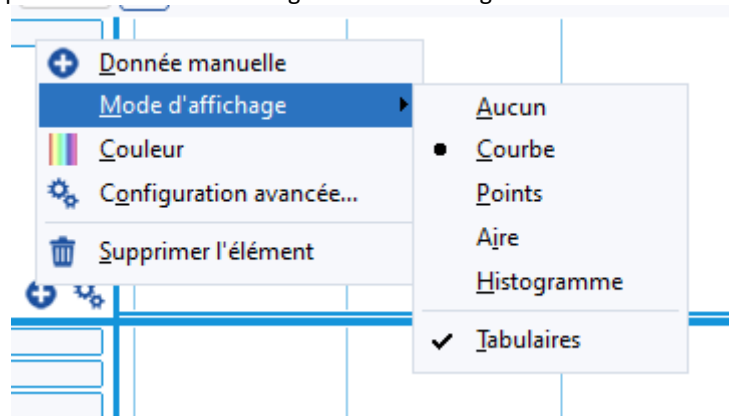 Donnée manuelle
Mode d'affichage
Couleur
Configuration avancée...
Supprimer l'élément
Aucun
Courbe
Points
Aire
Histogramme
Tabulaires